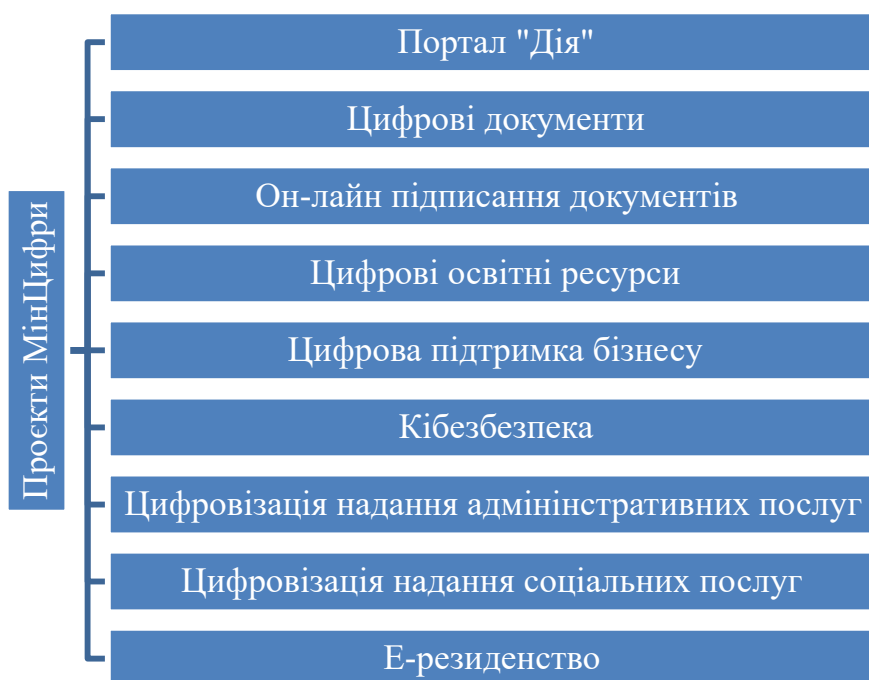 Проєкти МінЦифри
Портал "Дія"
Цифрові документи
Он-лайн підписання документів
Цифрові освітні ресурси
Цифрова підтримка бізнесу
Кібезбезпека
Цифровізація надання адмінінстративних послуг
Цифровізація надання соціальних послуг
Е-резиденство